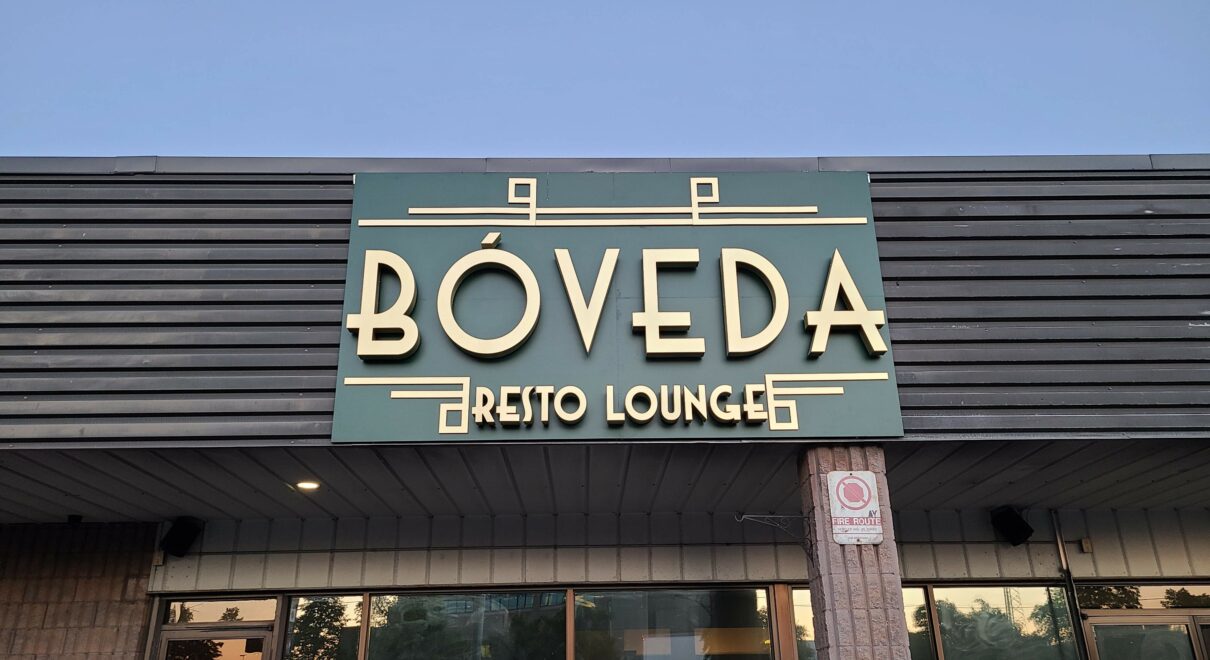 BÓVEDA
RESTO LOUNGE
FIRE ROUTE